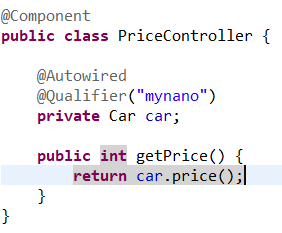 @Component
public class PriceController {
@Autowired
@Qualifier("mynano")
private Car car;
public int getPrice() {
return car.price();
}
}